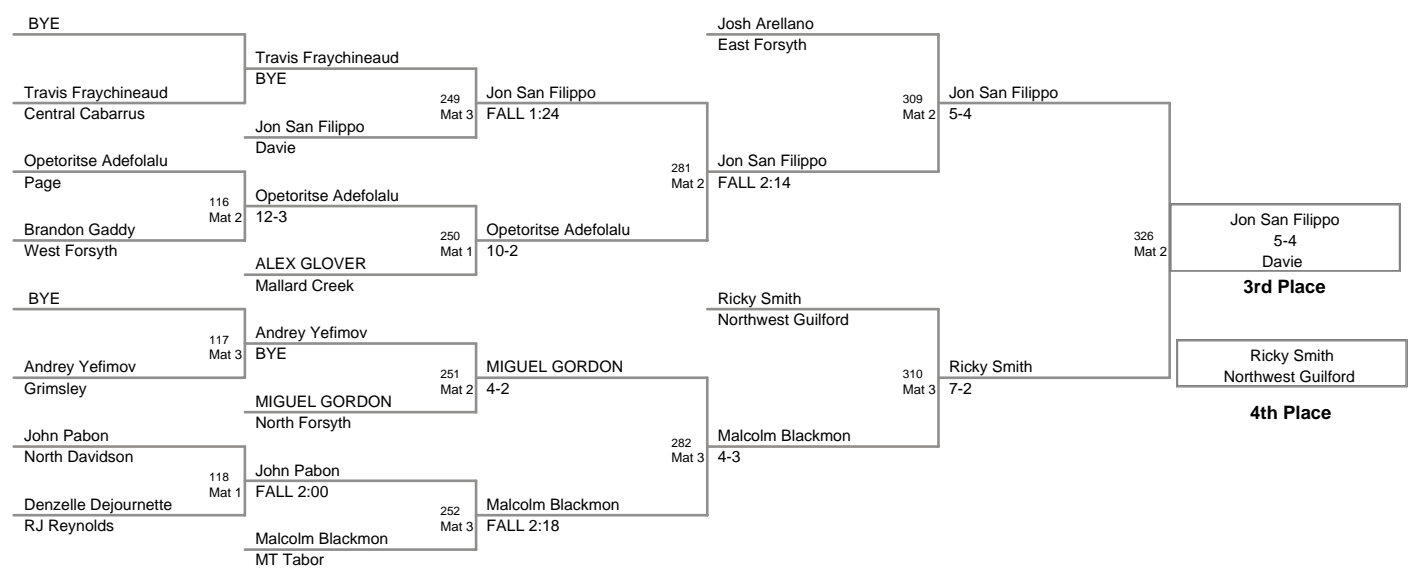 BYE
Travis Fraychineaud
Central Cabarrus
Opetoritse Adefolalu
Page
116
Mat 2
Brandon Gaddy
West Forsyth
BYE
117
Mat 3
Andrey Yefimov
Grimsley
John Pabon
North Davidson
118
Mat 1
Denzelle Dejournette
RJ Reynolds
Travis Fraychineaud
BYE
249
Mat 3
Jon San Filippo
Davie
Opetoritse Adefolalu
12-3
250
Mat 1
ALEX GLOVER
Mallard Creek
Andrey Yefimov
BYE
251
Mat 2
MIGUEL GORDON
North Forsyth
John Pabon
FALL 2:00
252
Mat 3
Malcolm Blackmon
MT Tabor
Jon San Filippo
FALL 1:24
281
Mat 2
Opetoritse Adefolalu
10-2
MIGUEL GORDON
4-2
282
Mat 3
Malcolm Blackmon
FALL 2:18
Josh Arellano
East Forsyth
309
Mat 2
Jon San Filippo
FALL 2:14
Ricky Smith
Northwest Guilford
310
Mat 3
Malcolm Blackmon
4-3
Jon San Filippo
5-4
326
Mat 2
Ricky Smith
7-2
Jon San Filippo
5-4
Davie
3rd Place
Ricky Smith
Northwest Guilford
4th Place